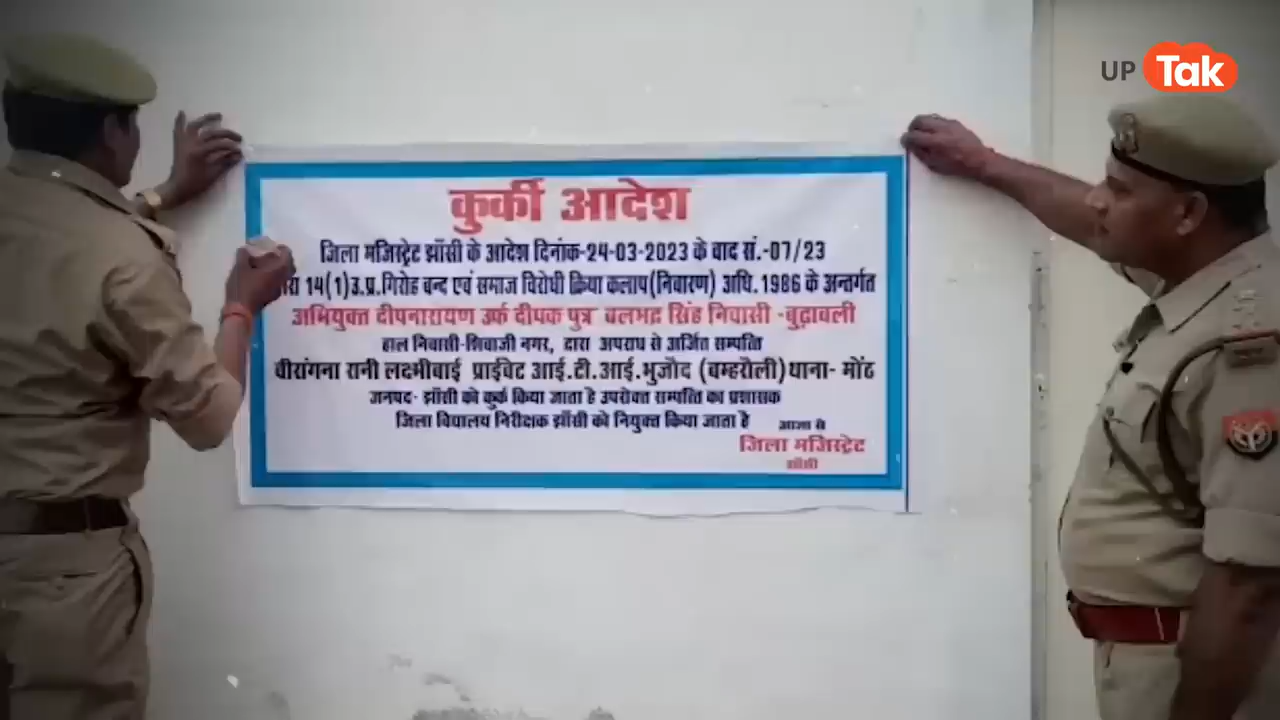 UP Tak
कुर्की आदेश
जिला मजिस्ट्रेट झाँसी के आदेश दिनांक-24-03-2023 के वाद सं.-07/23
14(1)उ.प्र.गिरोह बन्द एवं समाज विरोधी क्रिया कलाप(निवारण) अधि. 1986 के अन्तर्गत
अभियुक्त दीपनारायण उर्फ दीपक पुत्र बलभद्र सिंह निवासी -बुढ़ावली
हाल निवासी-शिवाजी नगर, द्वारा अपराध से अर्जित सम्पत्ति
वीरांगना रानी लक्ष्मीबाई प्राईवेट आई.टी.आई.भुजौद (बम्हरौली) थाना- मोंठ
जनपद- झाँसी को कुर्क किया जाता है उपरोक्त सम्पत्ति का प्रशासक
जिला विद्यालय निरीक्षक झाँसी को नियुक्त किया जाता है
आज्ञा से
जिला मजिस्ट्रेट
झाँसी